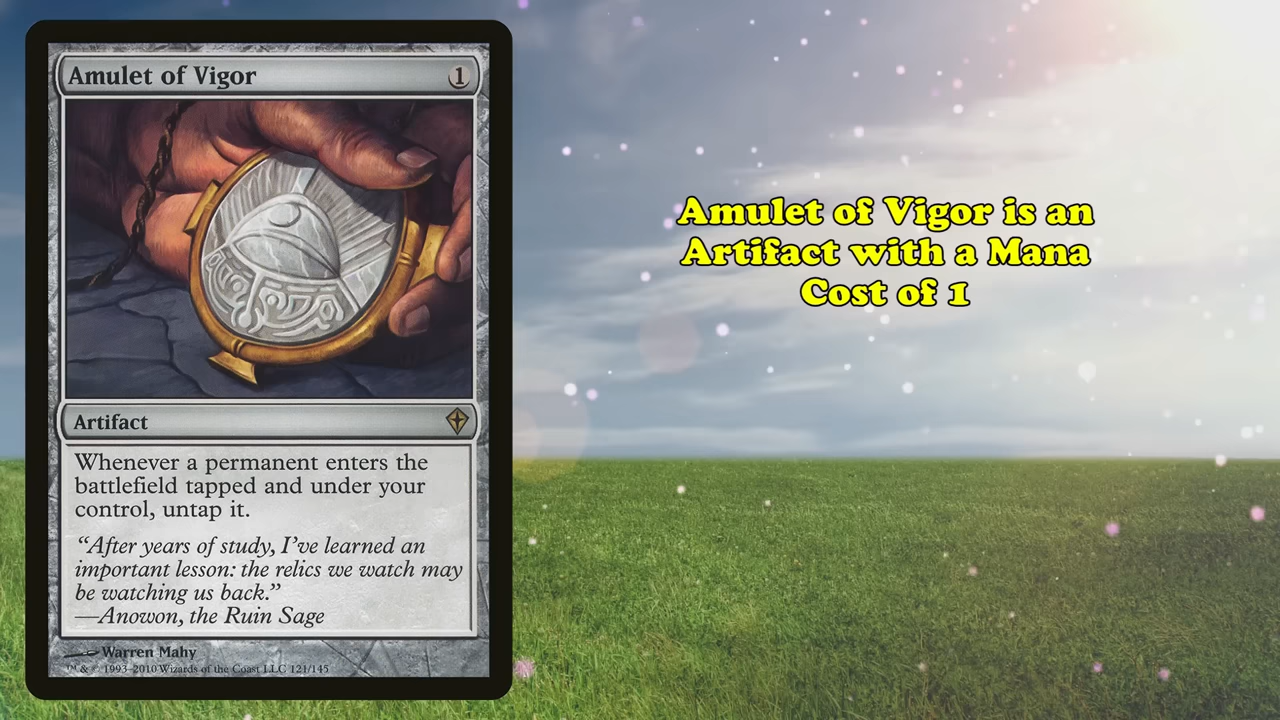 Amulet of Vigor 1
Artifact
Whenever a permanent enters the
battlefield tapped and under your
control, untap it.
“After years of study, I’ve learned an
important lesson: the relics we watch may
be watching us back.”
—Anowon, the Ruin Sage
Warren Mahy
™ & © 1993–2010 Wizards of the Coast LLC 121/145
Amulet of Vigor is an
Artifact with a Mana
Cost of 1